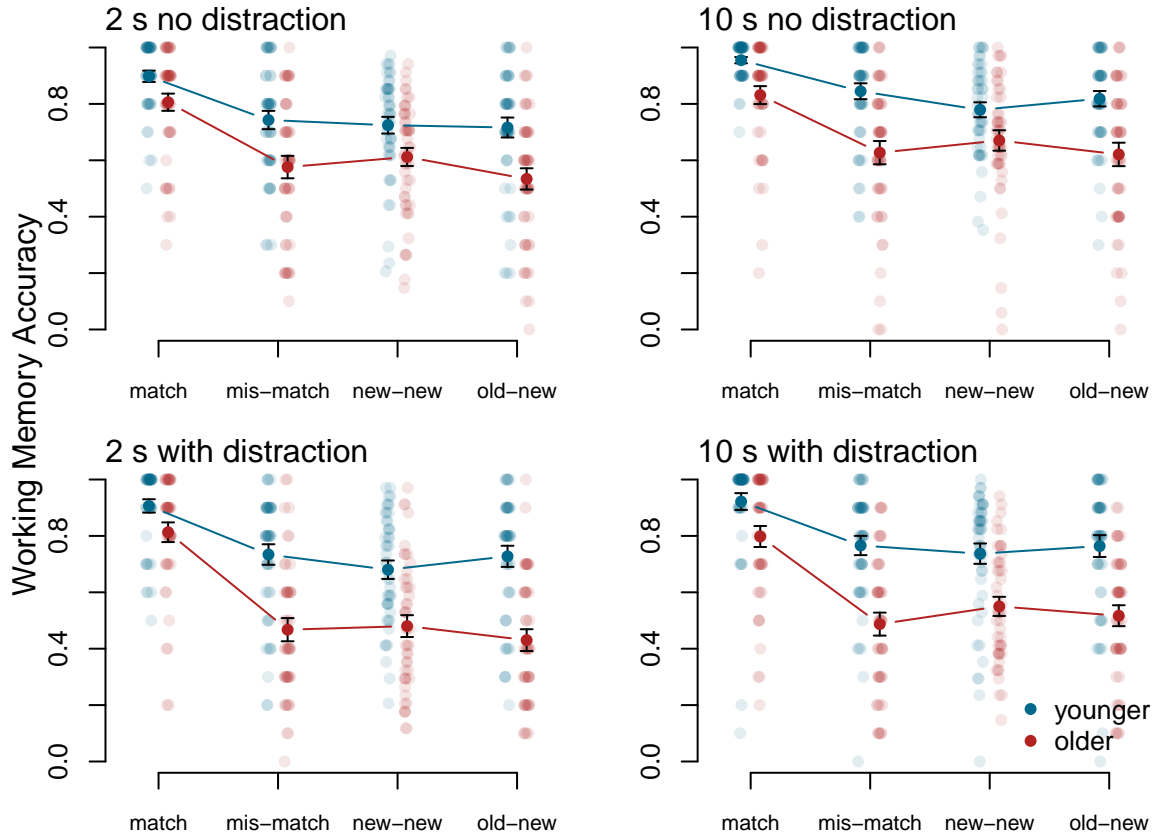 2 s no distraction
10 s no distraction
Working Memory Accuracy
0.8
0.4
0.0
match mis−match new−new old−new
0.8
0.4
0.0
match mis−match new−new old−new
2 s with distraction
10 s with distraction
0.8
0.4
0.0
match mis−match new−new old−new
0.8
0.4
0.0
younger
older
match mis−match new−new old−new